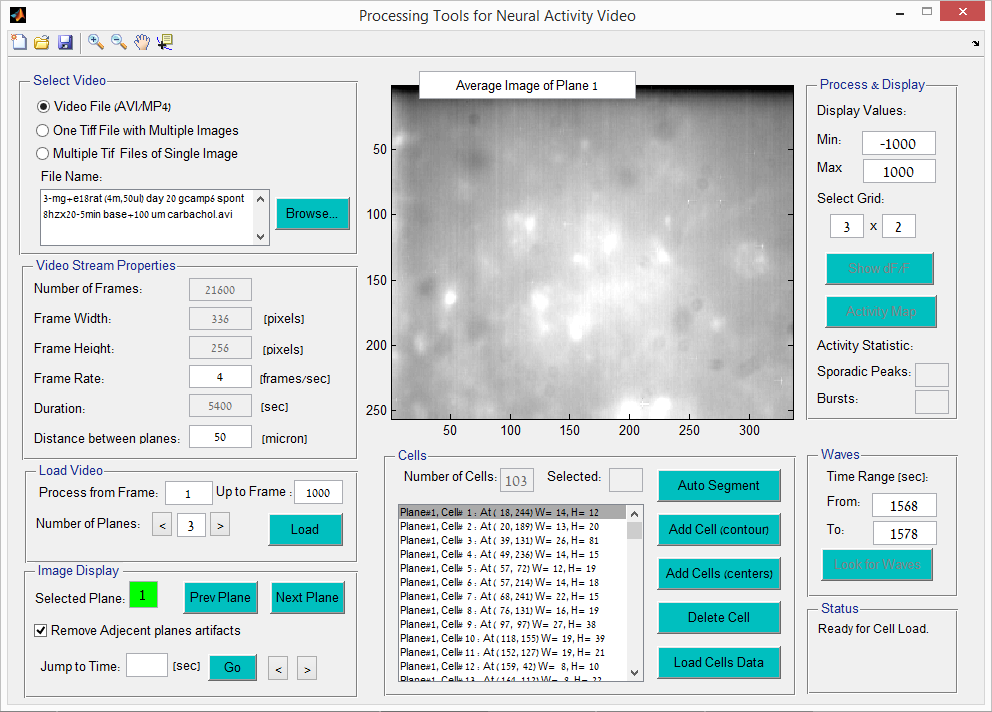 Processing Tools for Neural Activity Video
Select Video
Video File (AVI/MP4)
One Tiff File with Multiple Images
Multiple Tif Files of Single Image
File Name:
3-mg+e18rat (4m,50ul) day 20 gcamp6 spont
8hzx20-5min base+100 um carbachol.avi
Browse...
Video Stream Properties
Number of Frames: 21600
Frame Width: 336 [pixels]
Frame Height: 256 [pixels]
Frame Rate: 4 [frames/sec]
Duration: 5400 [sec]
Distance between planes: 50 [micron]
Load Video
Process from Frame: 1 Up to Frame : 1000
Number of Planes: < 3 > Load
Image Display
Selected Plane: 1 Prev Plane Next Plane
Remove Adjecent planes artifacts
Jump to Time: [sec] Go < >
Average Image of Plane 1
50
100
150
200
250
50 100 150 200 250 300
Cells
Number of Cells: 103 Selected:
Plane#1, Cell# 1 : At ( 18, 244) W= 14, H= 12
Plane#1, Cell# 2 : At ( 20, 189) W= 13, H= 20
Plane#1, Cell# 3 : At ( 39, 131) W= 26, H= 81
Plane#1, Cell# 4 : At ( 49, 236) W= 14, H= 15
Plane#1, Cell# 5 : At ( 57, 72) W= 12, H= 19
Plane#1, Cell# 6 : At ( 57, 214) W= 14, H= 18
Plane#1, Cell# 7 : At ( 68, 241) W= 22, H= 15
Plane#1, Cell# 8 : At ( 76, 131) W= 16, H= 19
Plane#1, Cell# 9 : At ( 97, 97) W= 27, H= 38
Plane#1, Cell# 10 : At (118, 155) W= 19, H= 39
Plane#1, Cell# 11 : At (152, 127) W= 19, H= 21
Plane#1, Cell# 12 : At (159, 42) W= 8, H= 10
Plane#1, Cell# 13 : At (164, 112) W= 8, H= 22
Auto Segment
Add Cell (contour)
Add Cells (centers)
Delete Cell
Load Cells Data
Process & Display
Display Values:
Min: -1000
Max 1000
Select Grid:
3 x 2
Activity Map
Activity Statistic:
Sporadic Peaks:
Bursts:
Waves
Time Range [sec]:
From: 1568
To: 1578
Look for Waves
Status
Ready for Cell Load.